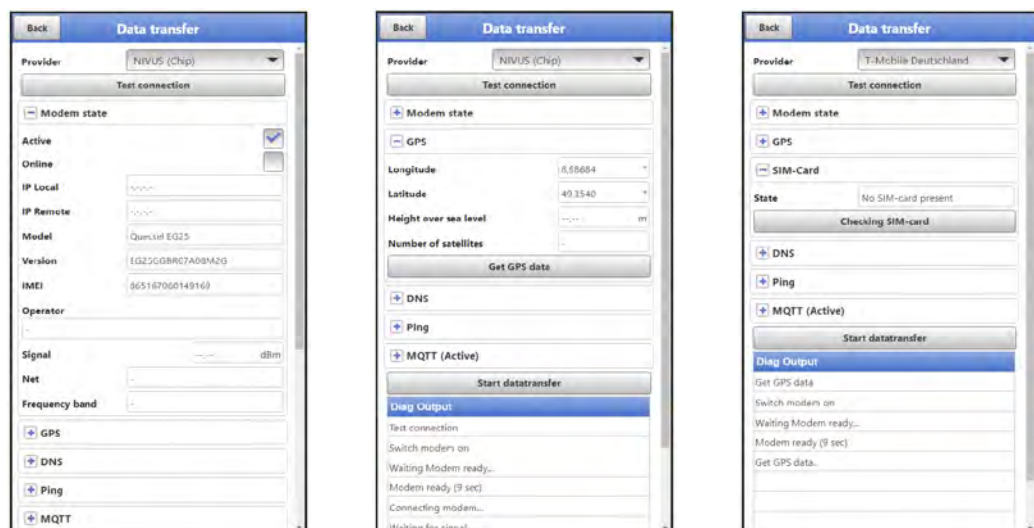 Back Data transfer
Provider NIVUS (Chip)
Test connection
Modem state
Active
Online
IP Local -.-.-.-
IP Remote -.-.-.-
Model Quectel EG25
Version
IMEI 865167060149169
Operator
-
Signal --.-- dBm
Net -
Frequency band -
GPS
DNS
Ping
MQTT
Back Data transfer
Provider NIVUS (Chip)
Test connection
Modem state
GPS
Longitude 8,68684 °
Latitude 49,3540 °
Height over sea level --.-- m
Number of satellites -
Get GPS data
DNS
Ping
MQTT (Active)
Start datatransfer
Diag Output
Test connection
Switch modem on
Waiting Modem ready...
Modem ready (9 sec)
Connecting modem...
Waiting for signal
Back Data transfer
Provider T-Mobile Deutschland
Test connection
Modem state
GPS
SIM-Card
State No SIM-card present
Checking SIM-card
DNS
Ping
MQTT (Active)
Start datatransfer
Diag Output
Get GPS data
Switch modem on
Waiting Modem ready...
Modem ready (9 sec)
Get GPS data..